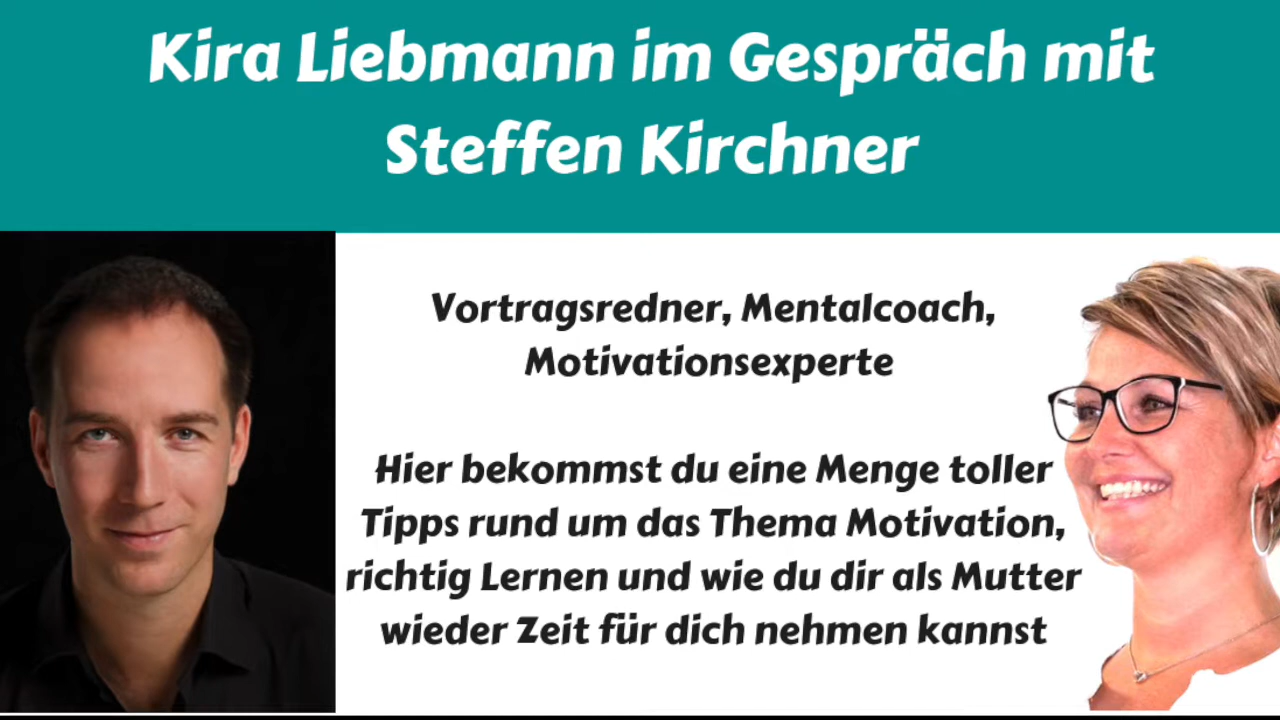 Kira Liebmann im Gespräch mit
Steffen Kirchner
Vortragsredner, Mentalcoach,
Motivationsexperte
Hier bekommst du eine Menge toller
Tipps rund um das Thema Motivation,
richtig Lernen und wie du dir als Mutter
wieder Zeit für dich nehmen kannst